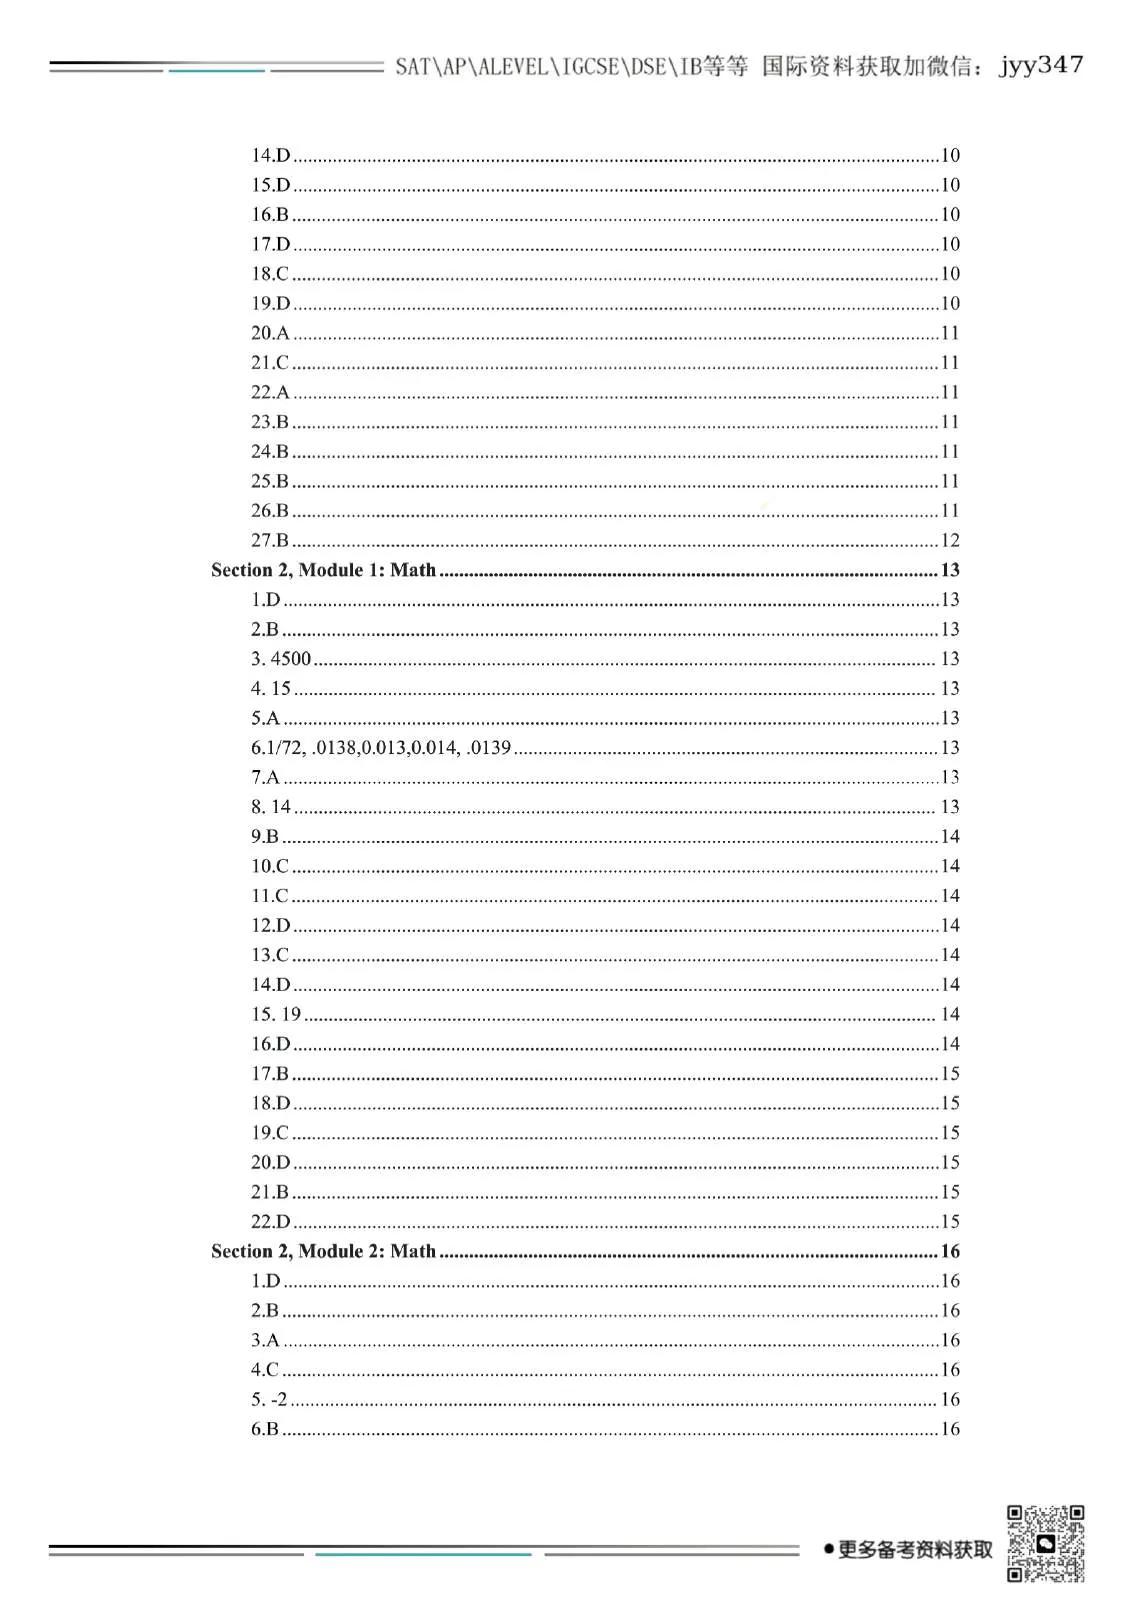 SAT\AP\ALEVEL\IGCSE\DSE\IB等等 国际资料获取加微信: jyy347
14.D........10
15.D........10
16.B........10
17.D........10
18.C........10
19.D........10
20.A........11
21.C........11
22.A........11
23.B........11
24.B........11
25.B........11
26.B........11
27.B........12
Section 2, Module 1: Math........13
1.D........13
2.B........13
3. 4500........13
4. 15........13
5.A........13
6.1/72, .0138,0.013,0.014, .0139........13
7.A........13
8. 14........13
9.B........14
10.C........14
11.C........14
12.D........14
13.C........14
14.D........14
15. 19........14
16.D........14
17.B........15
18.D........15
19.C........15
20.D........15
21.B........15
22.D........15
Section 2, Module 2: Math........16
1.D........16
2.B........16
3.A........16
4.C........16
5. -2........16
6.B........16
●更多备考资料获取